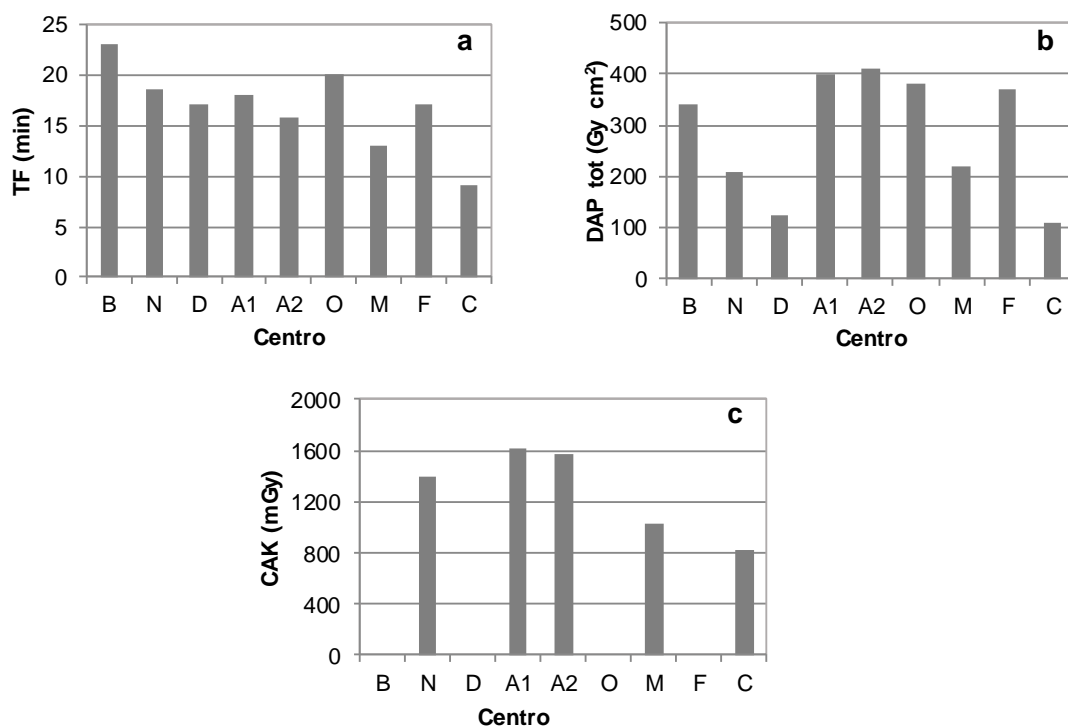 a
TF (min)
25
20
15
10
5
0
B N D A1 A2 O M F C
Centro
b
DAP tot (Gy cm²)
500
400
300
200
100
0
B N D A1 A2 O M F C
Centro
c
CAK (mGy)
2000
1600
1200
800
400
0
B N D A1 A2 O M F C
Centro